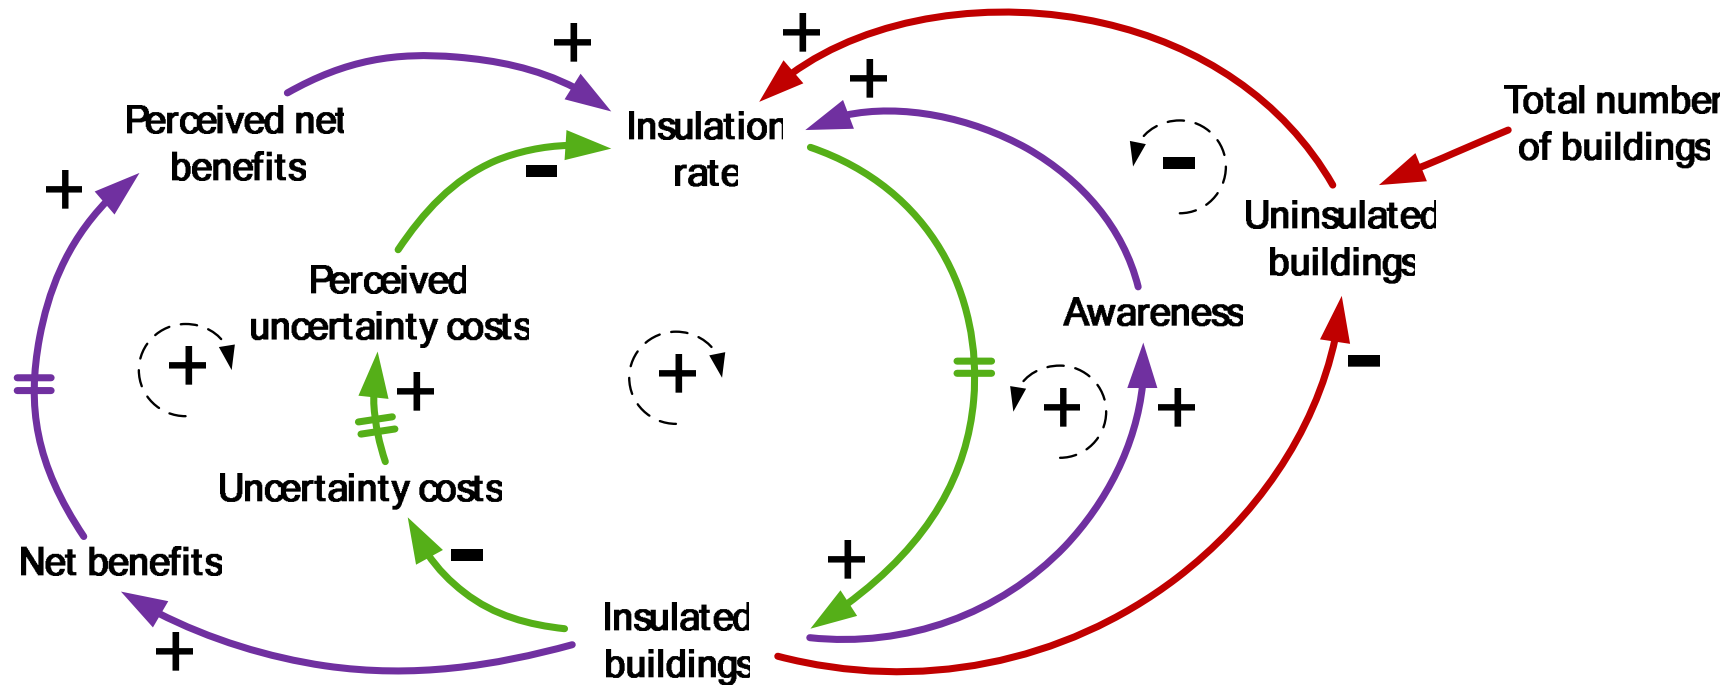 +
+
+
Total number
of buildings
Perceived net
benefits
Insulation
rate
-
-
+
Uninsulated
buildings
Perceived
uncertainty costs
Awareness
+
+
-
+
+
+
Uncertainty costs
-
+
Net benefits
Insulated
buildings
+